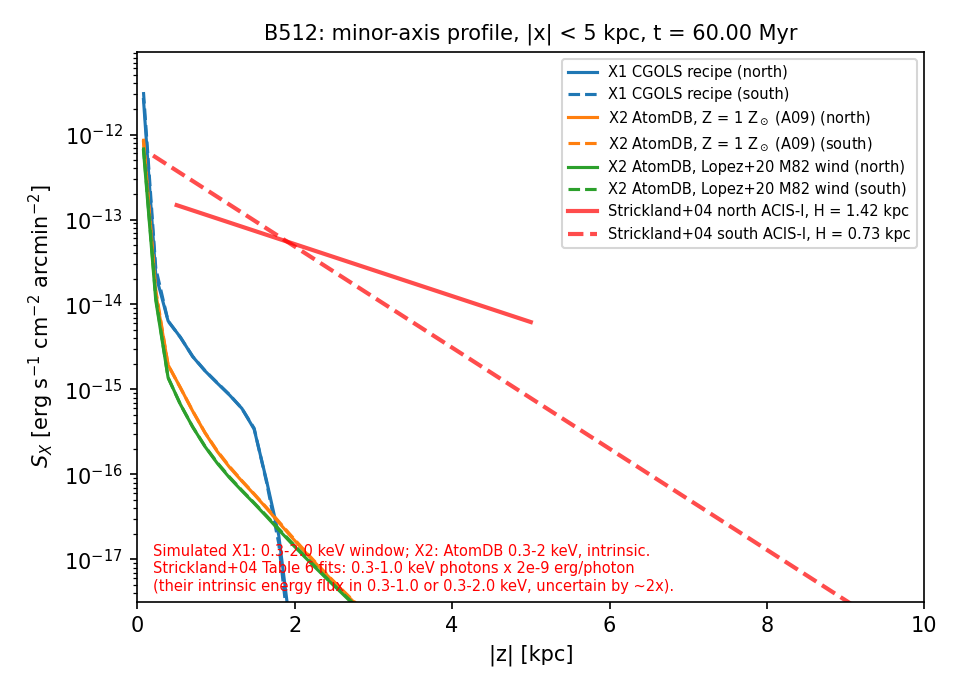 B512: minor-axis profile, |x| < 5 kpc, t = 60.00 Myr
X1 CGOLS recipe (north)
X1 CGOLS recipe (south)
X2 AtomDB, Z = 1 Z⊙ (A09) (north)
X2 AtomDB, Z = 1 Z⊙ (A09) (south)
X2 AtomDB, Lopez+20 M82 wind (north)
X2 AtomDB, Lopez+20 M82 wind (south)
Strickland+04 north ACIS-I, H = 1.42 kpc
Strickland+04 south ACIS-I, H = 0.73 kpc
S_X [erg s⁻¹ cm⁻² arcmin⁻²]
10⁻¹²
10⁻¹³
10⁻¹⁴
10⁻¹⁵
10⁻¹⁶
10⁻¹⁷
Simulated X1: 0.3-2.0 keV window; X2: AtomDB 0.3-2 keV, intrinsic.
Strickland+04 Table 6 fits: 0.3-1.0 keV photons x 2e-9 erg/photon
(their intrinsic energy flux in 0.3-1.0 or 0.3-2.0 keV, uncertain by ~2x).
0 2 4 6 8 10
|z| [kpc]